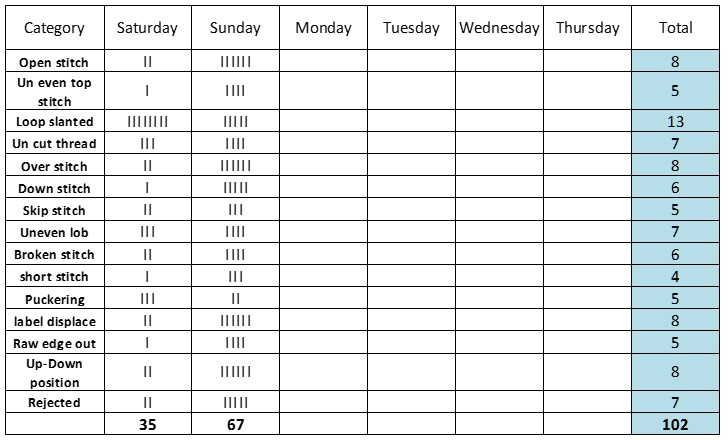 Category Saturday Sunday Monday Tuesday Wednesday Thursday Total
Open stitch II IIIIII 8
Un even top
stitch I IIII 5
Loop slanted IIIIIIII IIIII 13
Un cut thread III IIII 7
Over stitch II IIIIII 8
Down stitch I IIIII 6
Skip stitch II III 5
Uneven lob III IIII 7
Broken stitch II IIII 6
short stitch I III 4
Puckering III II 5
label displace II IIIIII 8
Raw edge out I IIII 5
Up-Down
position II IIIIII 8
Rejected II IIIII 7
35 67 102